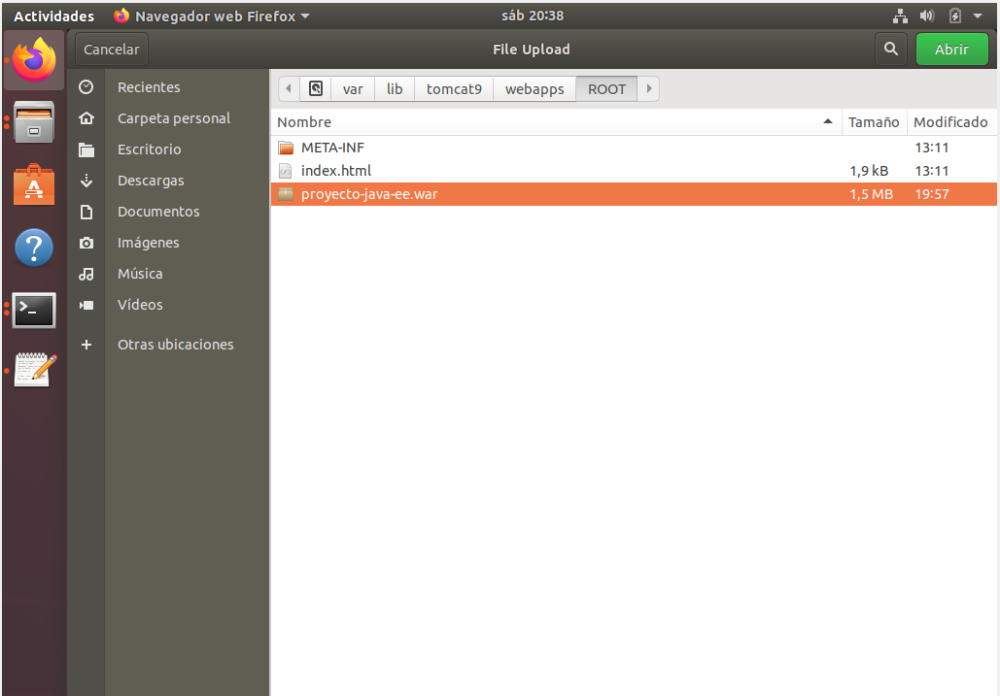 Actividades Navegador web Firefox sáb 20:38
Cancelar File Upload Abrir
Recientes
Carpeta personal
Escritorio
Descargas
Documentos
Imágenes
Música
Vídeos
Otras ubicaciones
var lib tomcat9 webapps ROOT
Nombre Tamaño Modificado
META-INF 13:11
index.html 1,9 kB 13:11
proyecto-java-ee.war 1,5 MB 19:57